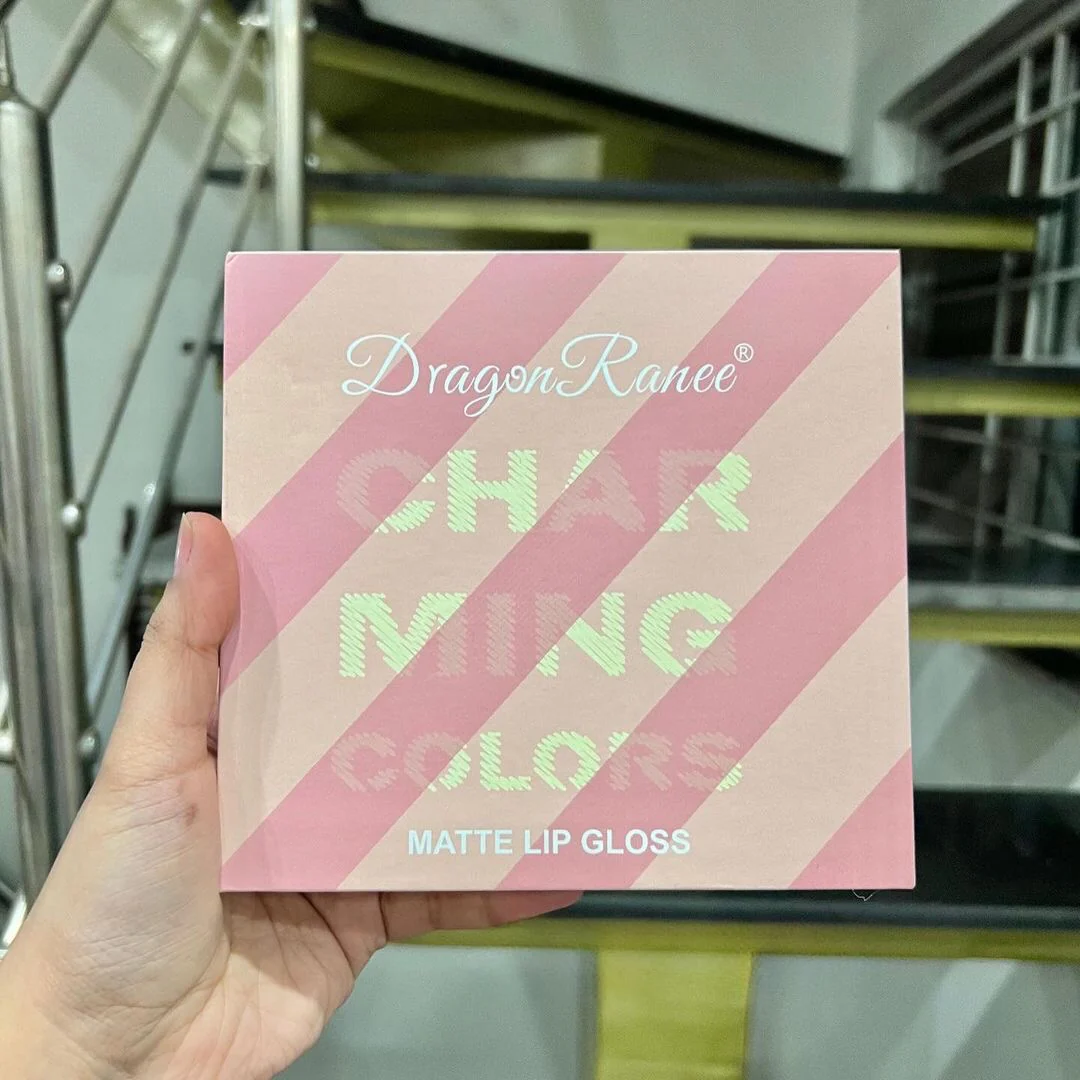 DragonRanee®
CHAR
MING
COLORS
MATTE LIP GLOSS